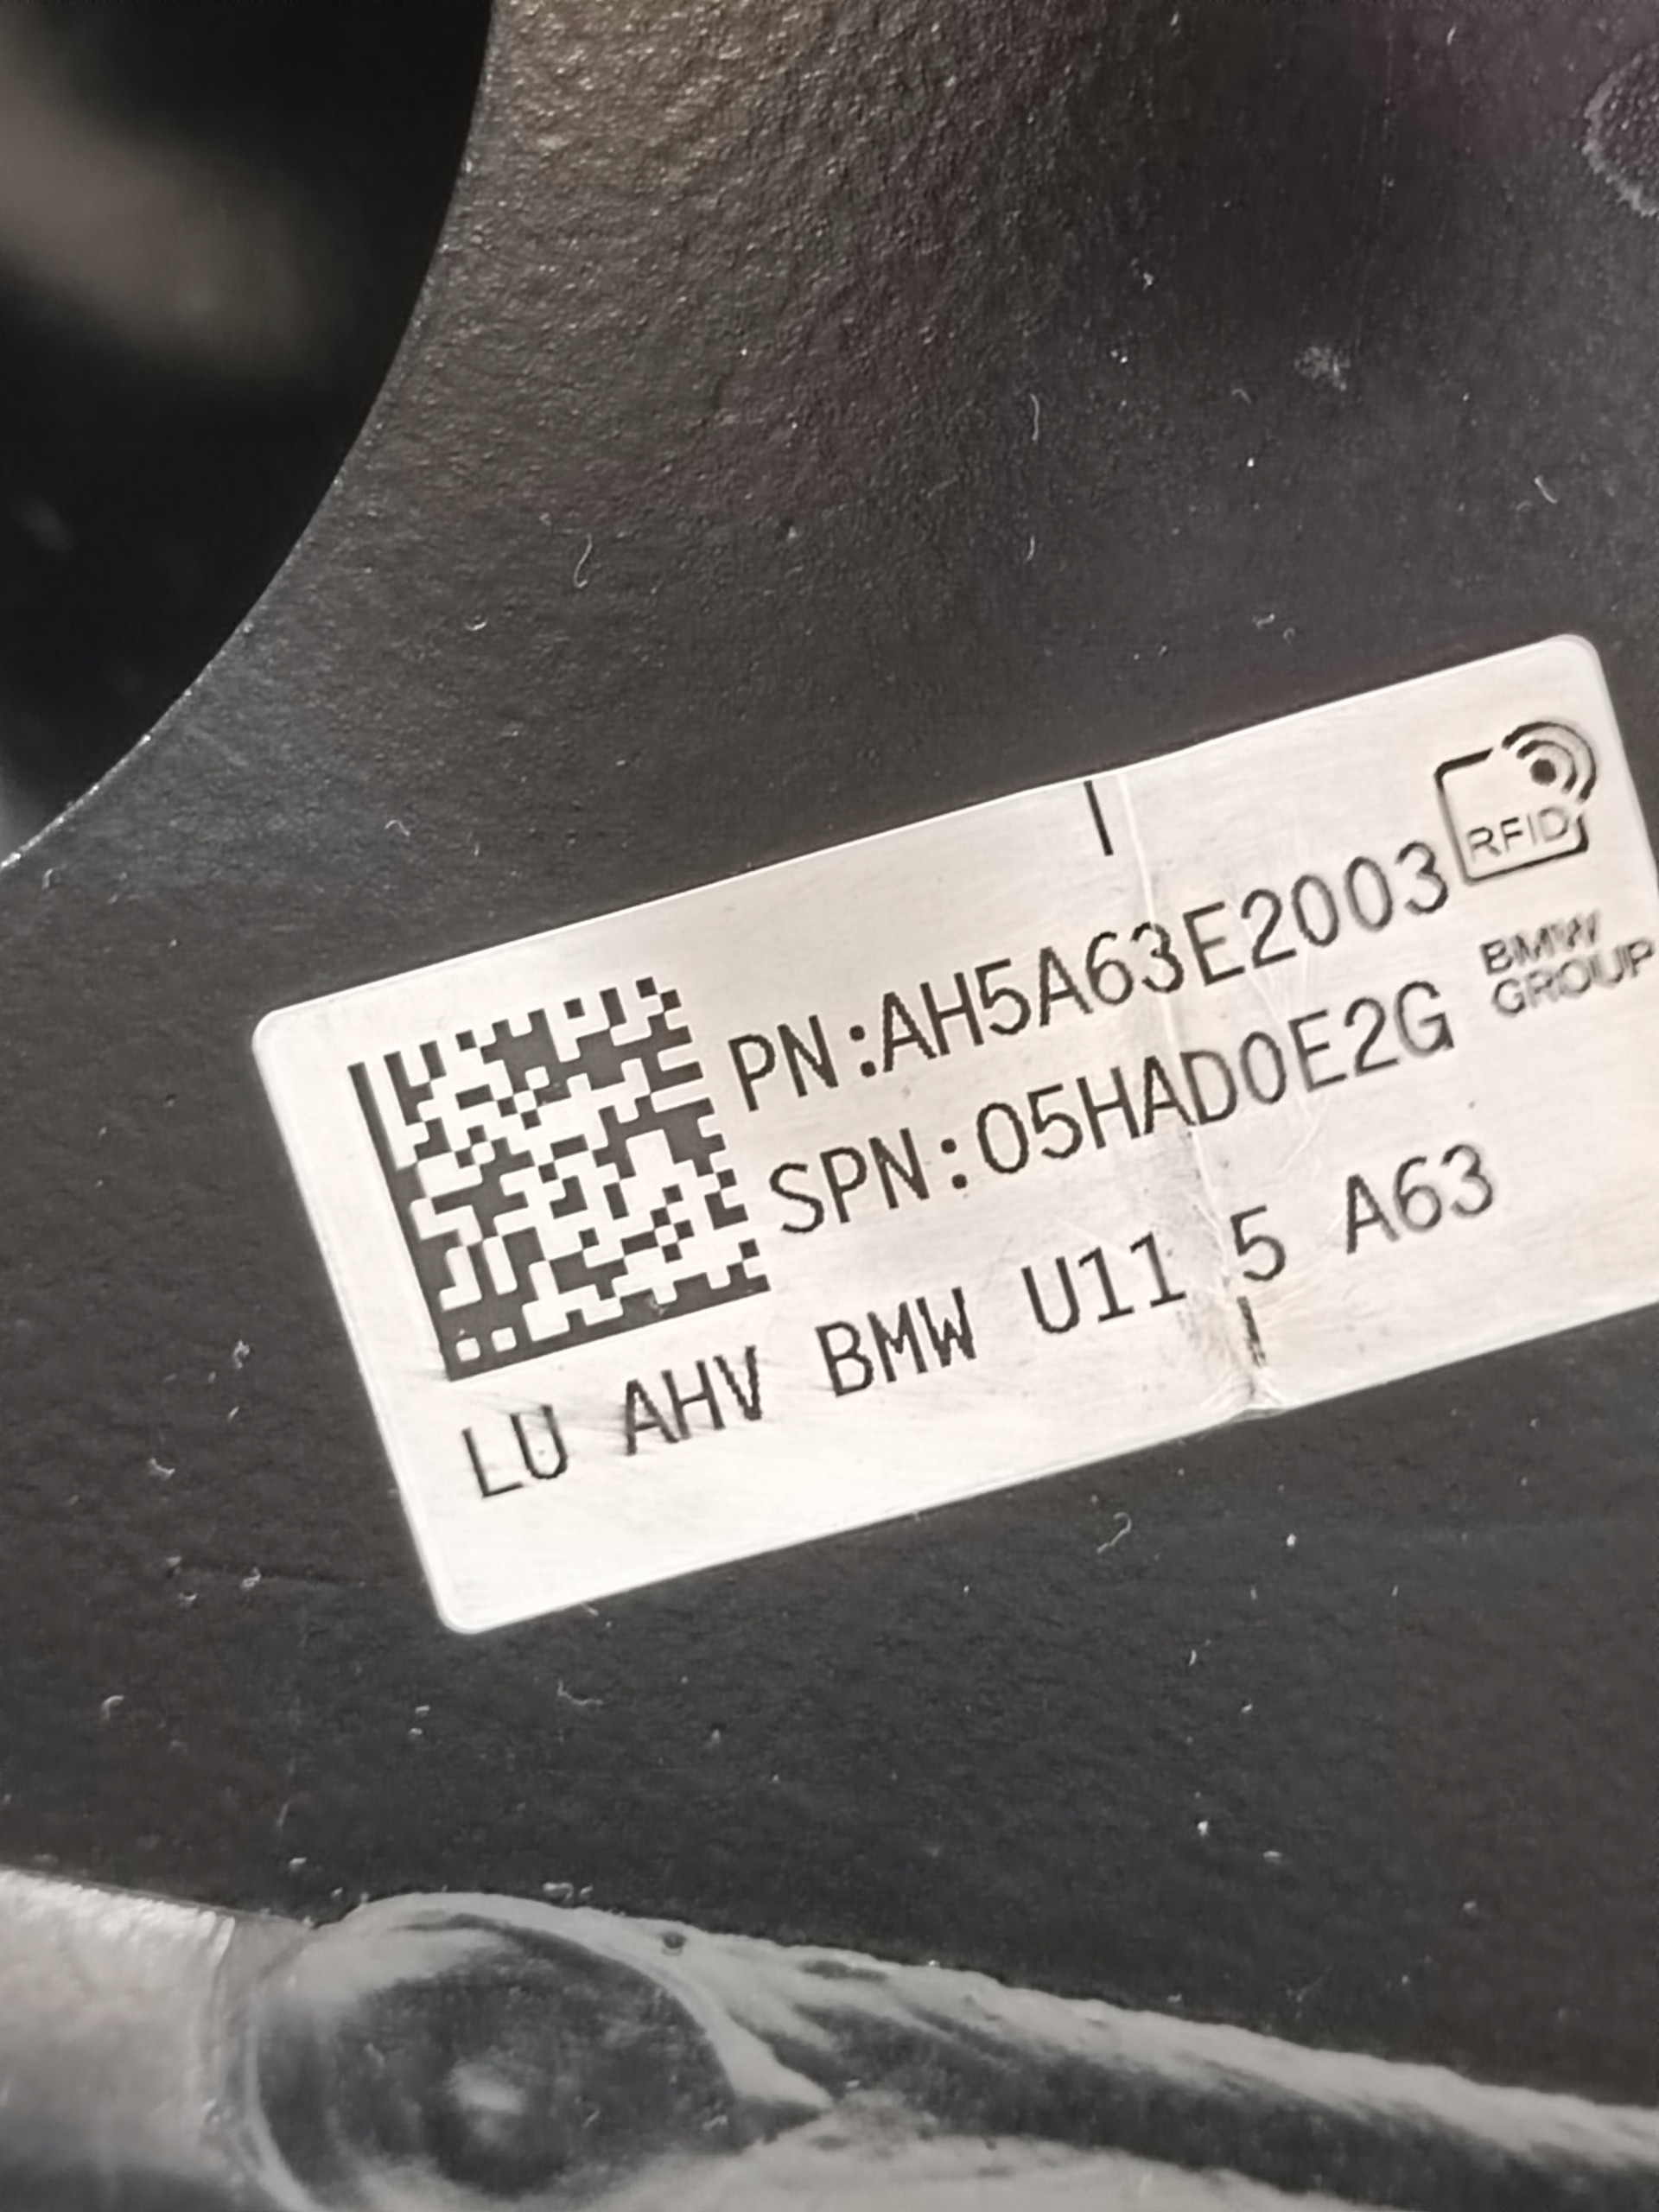 RFID
PN:AH5A63E2003
BMW
GROUP
SPN:05HAD0E2G
LU AHV BMW U11 5 A63